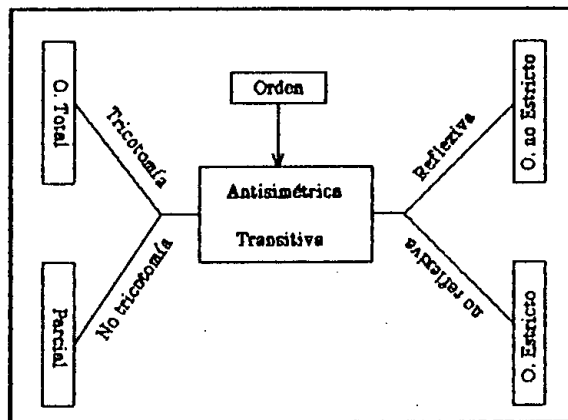 Orden
Antisimétrica
Transitiva
O. Total
Tricotomía
No tricotomía
Parcial
Reflexiva
O. no Estricto
no reflexiva
O. Estricto